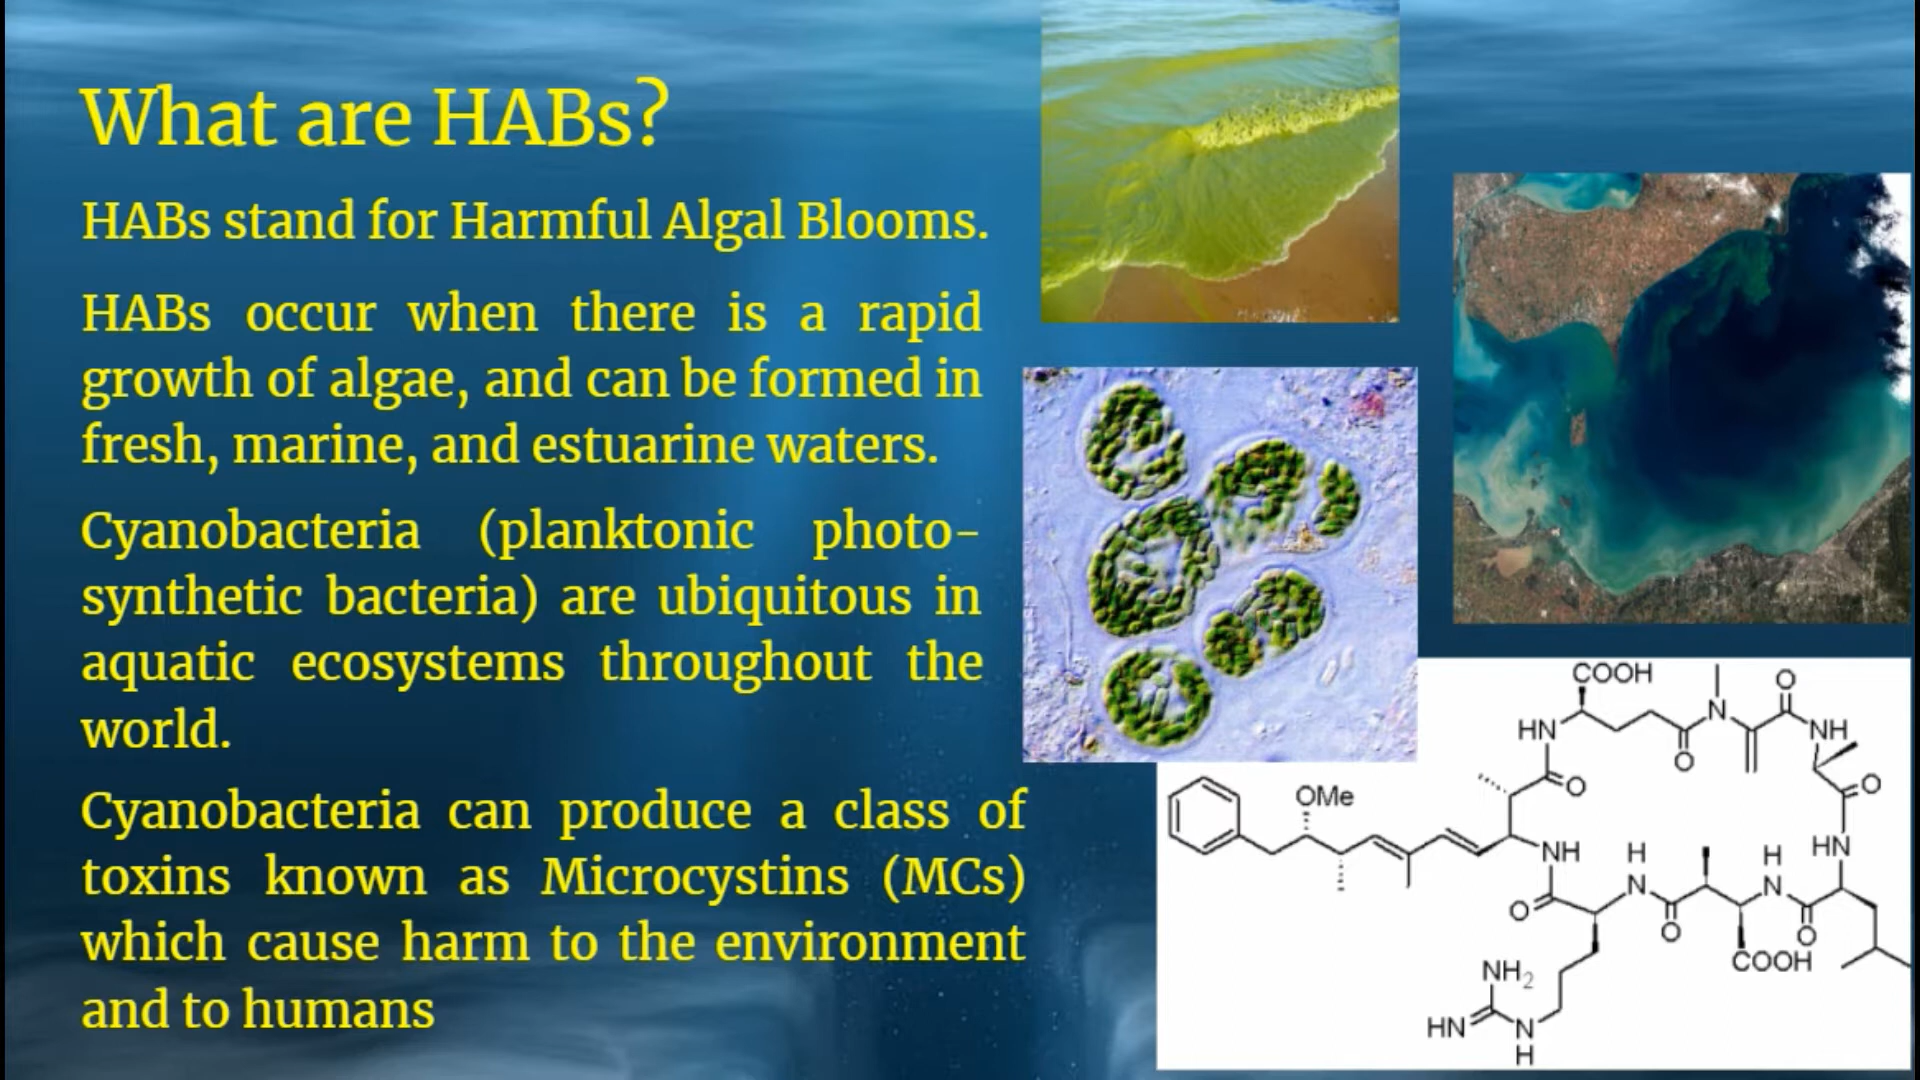 What are HABs?
HABs stand for Harmful Algal Blooms.
HABs occur when there is a rapid
growth of algae, and can be formed in
fresh, marine, and estuarine waters.
Cyanobacteria (planktonic photo-
synthetic bacteria) are ubiquitous in
aquatic ecosystems throughout the
world.
Cyanobacteria can produce a class of
toxins known as Microcystins (MCs)
which cause harm to the environment
and to humans
COOH
O
N
HN
NH
O
O
O
OMe
HN
NH
H
H
N
N
O
O
O
COOH
NH2
HN
N
H